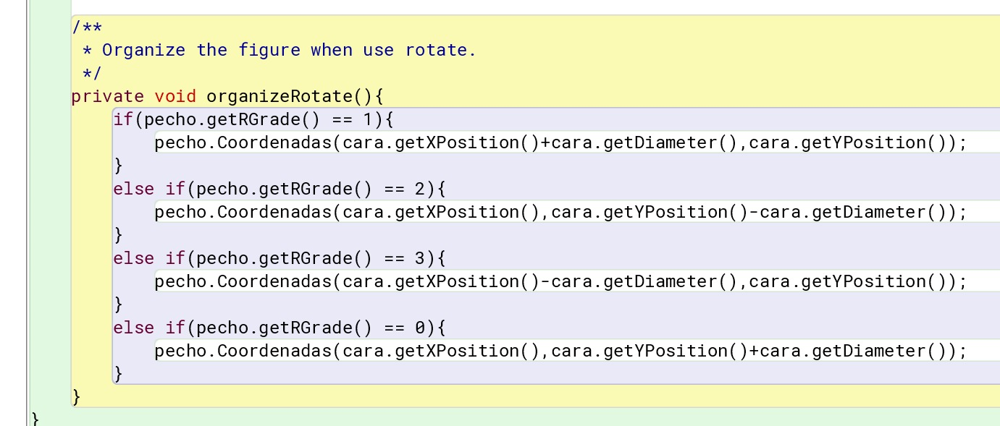 /**
 * Organize the figure when use rotate.
 */
private void organizeRotate(){
    if(pecho.getRGrade() == 1){
        pecho.Coordenadas(cara.getXPosition()+cara.getDiameter(),cara.getYPosition());
    }
    else if(pecho.getRGrade() == 2){
        pecho.Coordenadas(cara.getXPosition(),cara.getYPosition()-cara.getDiameter());
    }
    else if(pecho.getRGrade() == 3){
        pecho.Coordenadas(cara.getXPosition()-cara.getDiameter(),cara.getYPosition());
    }
    else if(pecho.getRGrade() == 0){
        pecho.Coordenadas(cara.getXPosition(),cara.getYPosition()+cara.getDiameter());
    }
}
}